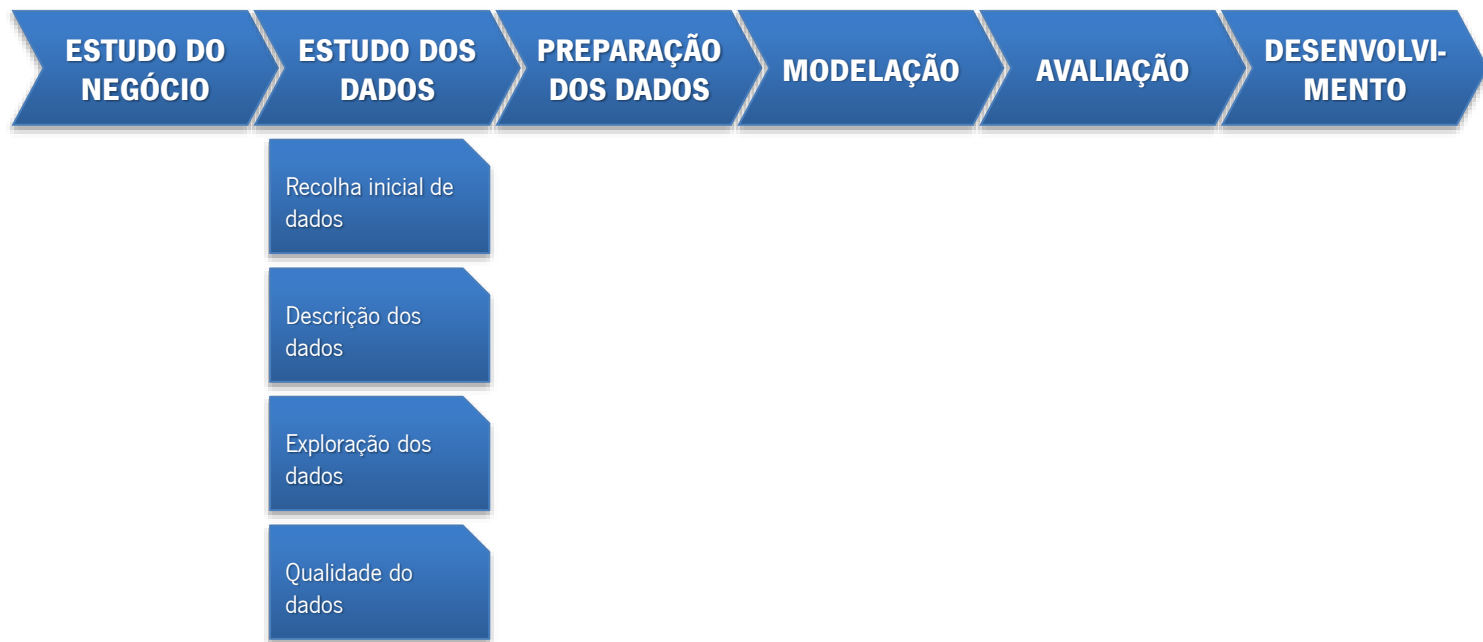 ESTUDO DO
NEGÓCIO
ESTUDO DOS
DADOS
PREPARAÇÃO
DOS DADOS
MODELAÇÃO
AVALIAÇÃO
DESENVOLVI-
MENTO
Recolha inicial de
dados
Descrição dos
dados
Exploração dos
dados
Qualidade do
dados